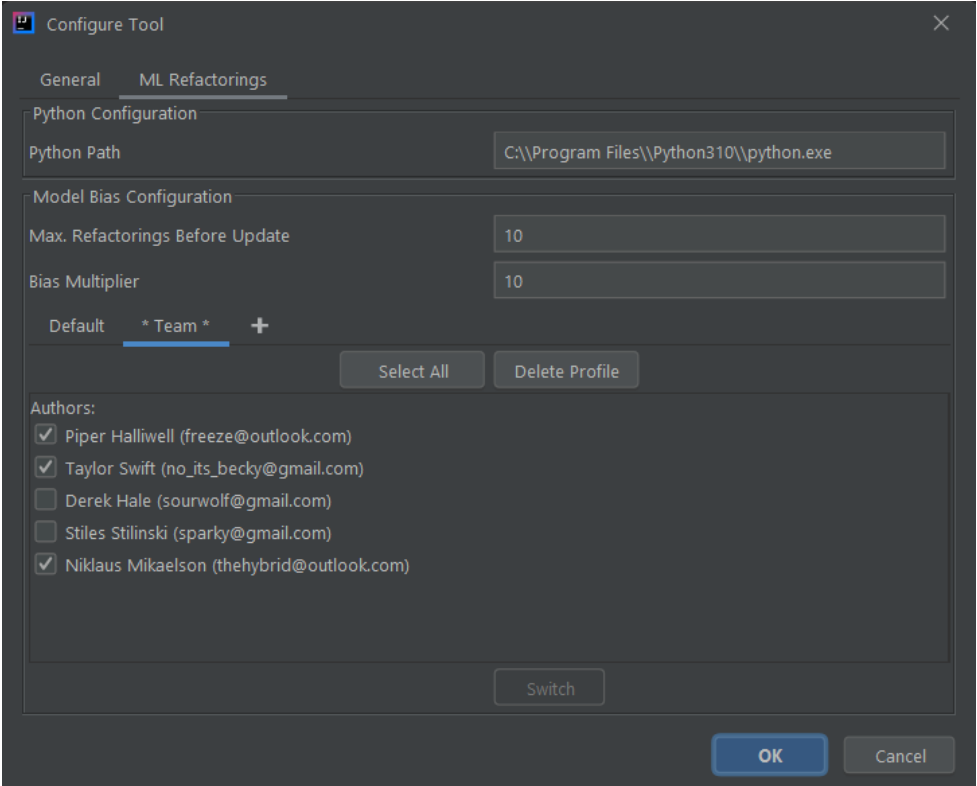 Configure Tool
General ML Refactorings
Python Configuration
Python Path C:\\Program Files\\Python310\\python.exe
Model Bias Configuration
Max. Refactorings Before Update 10
Bias Multiplier 10
Default * Team * +
Select All Delete Profile
Authors:
Piper Halliwell (freeze@outlook.com)
Taylor Swift (no_its_becky@gmail.com)
Derek Hale (sourwolf@gmail.com)
Stiles Stilinski (sparky@gmail.com)
Niklaus Mikaelson (thehybrid@outlook.com)
Switch
OK Cancel